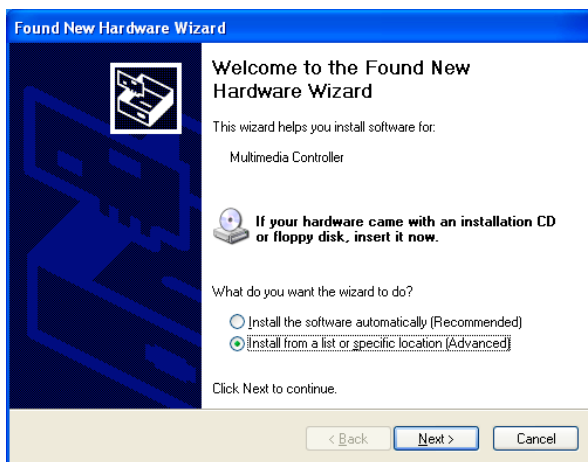 Found New Hardware Wizard
Welcome to the Found New
Hardware Wizard
This wizard helps you install software for:
Multimedia Controller
If your hardware came with an installation CD
or floppy disk, insert it now.
What do you want the wizard to do?
Install the software automatically (Recommended)
Install from a list or specific location (Advanced)
Click Next to continue.
< Back Next > Cancel